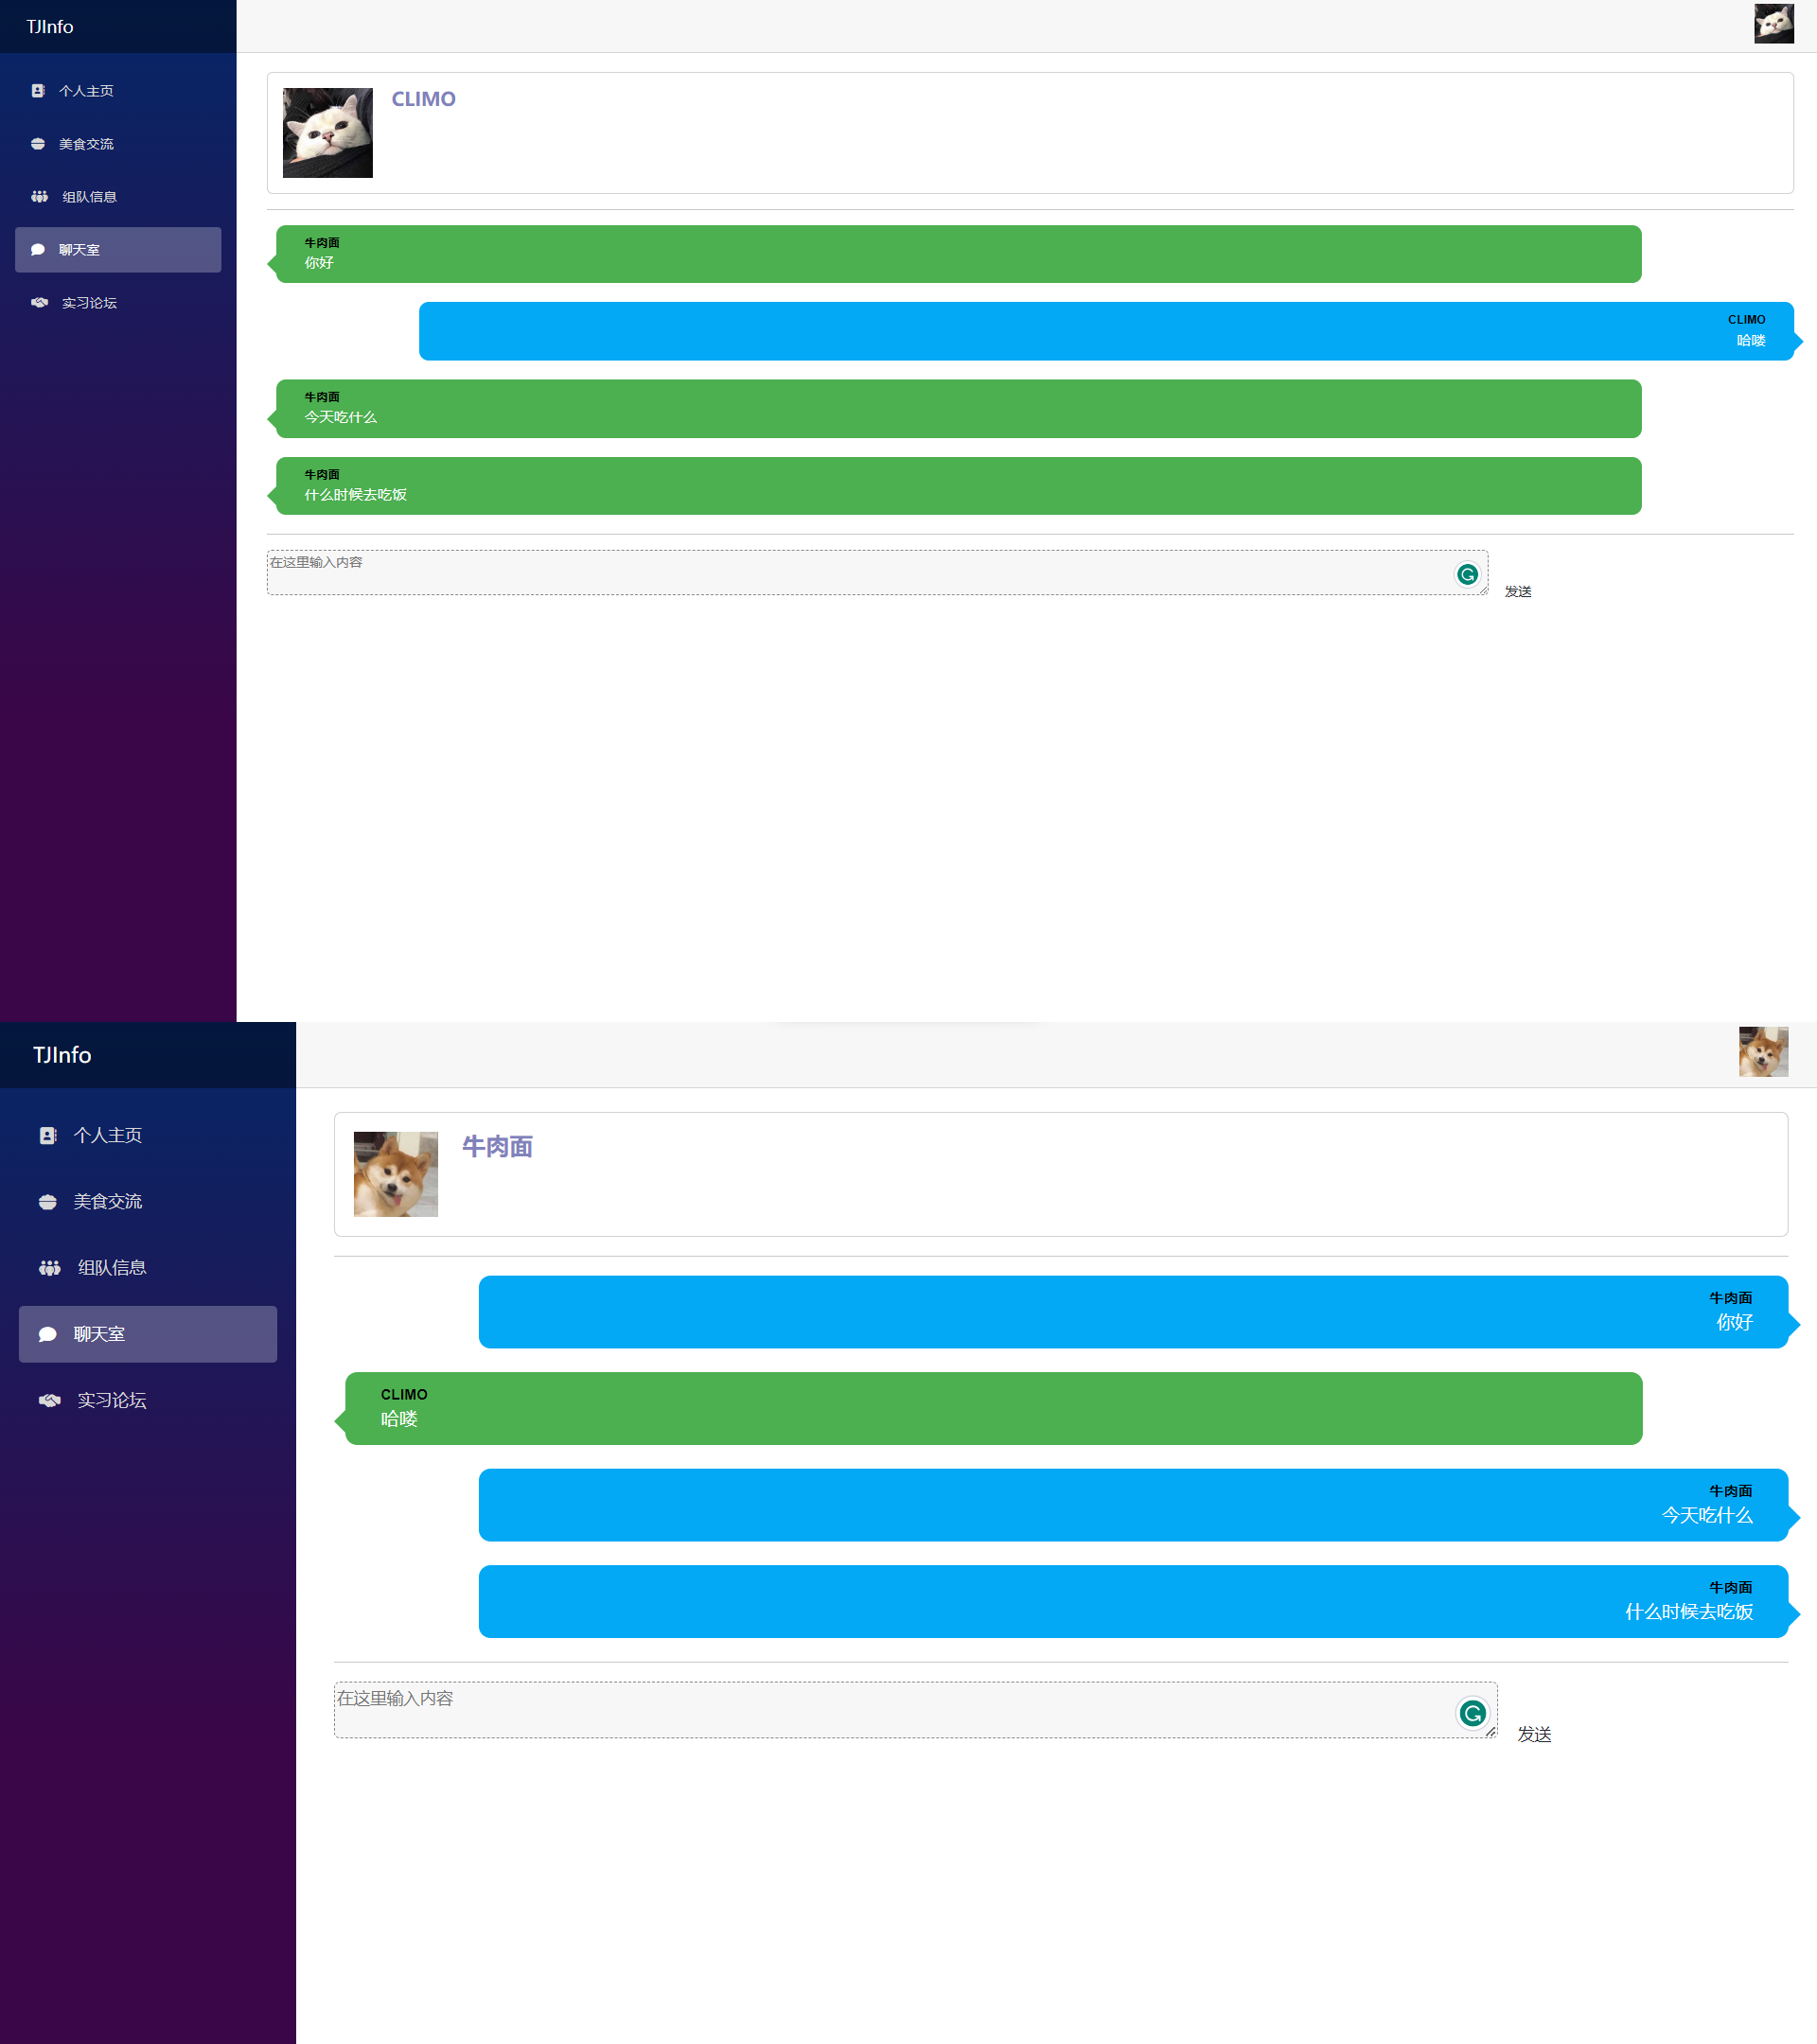 TJInfo
个人主页
美食交流
组队信息
聊天室
实习论坛
CLIMO
牛肉面
你好
CLIMO
哈喽
牛肉面
今天吃什么
牛肉面
什么时候去吃饭
在这里输入内容
发送
TJInfo
个人主页
美食交流
组队信息
聊天室
实习论坛
牛肉面
牛肉面
你好
CLIMO
哈喽
牛肉面
今天吃什么
牛肉面
什么时候去吃饭
在这里输入内容
发送